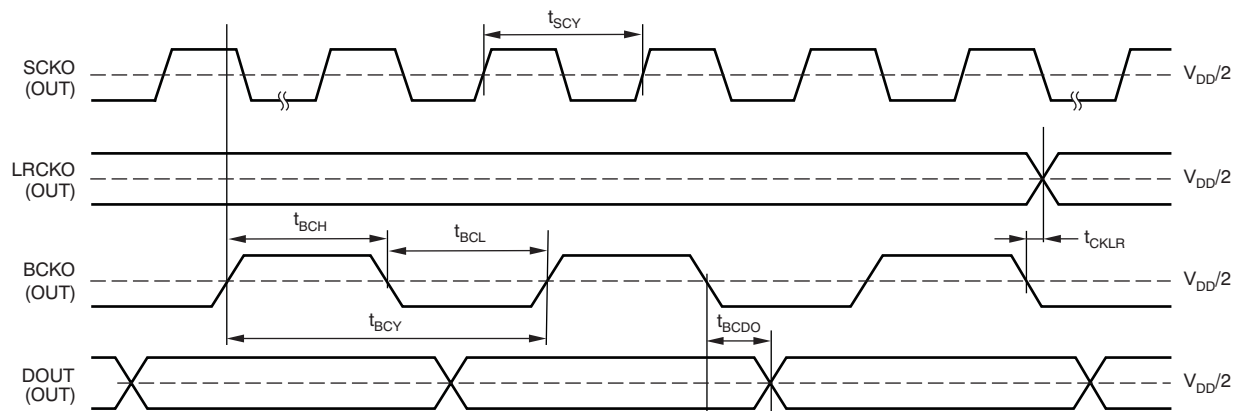 t_SCY
SCKO
(OUT)
V_DD/2
LRCKO
(OUT)
V_DD/2
t_BCH
t_BCL
t_CKLR
BCKO
(OUT)
V_DD/2
t_BCY
t_BCDO
DOUT
(OUT)
V_DD/2